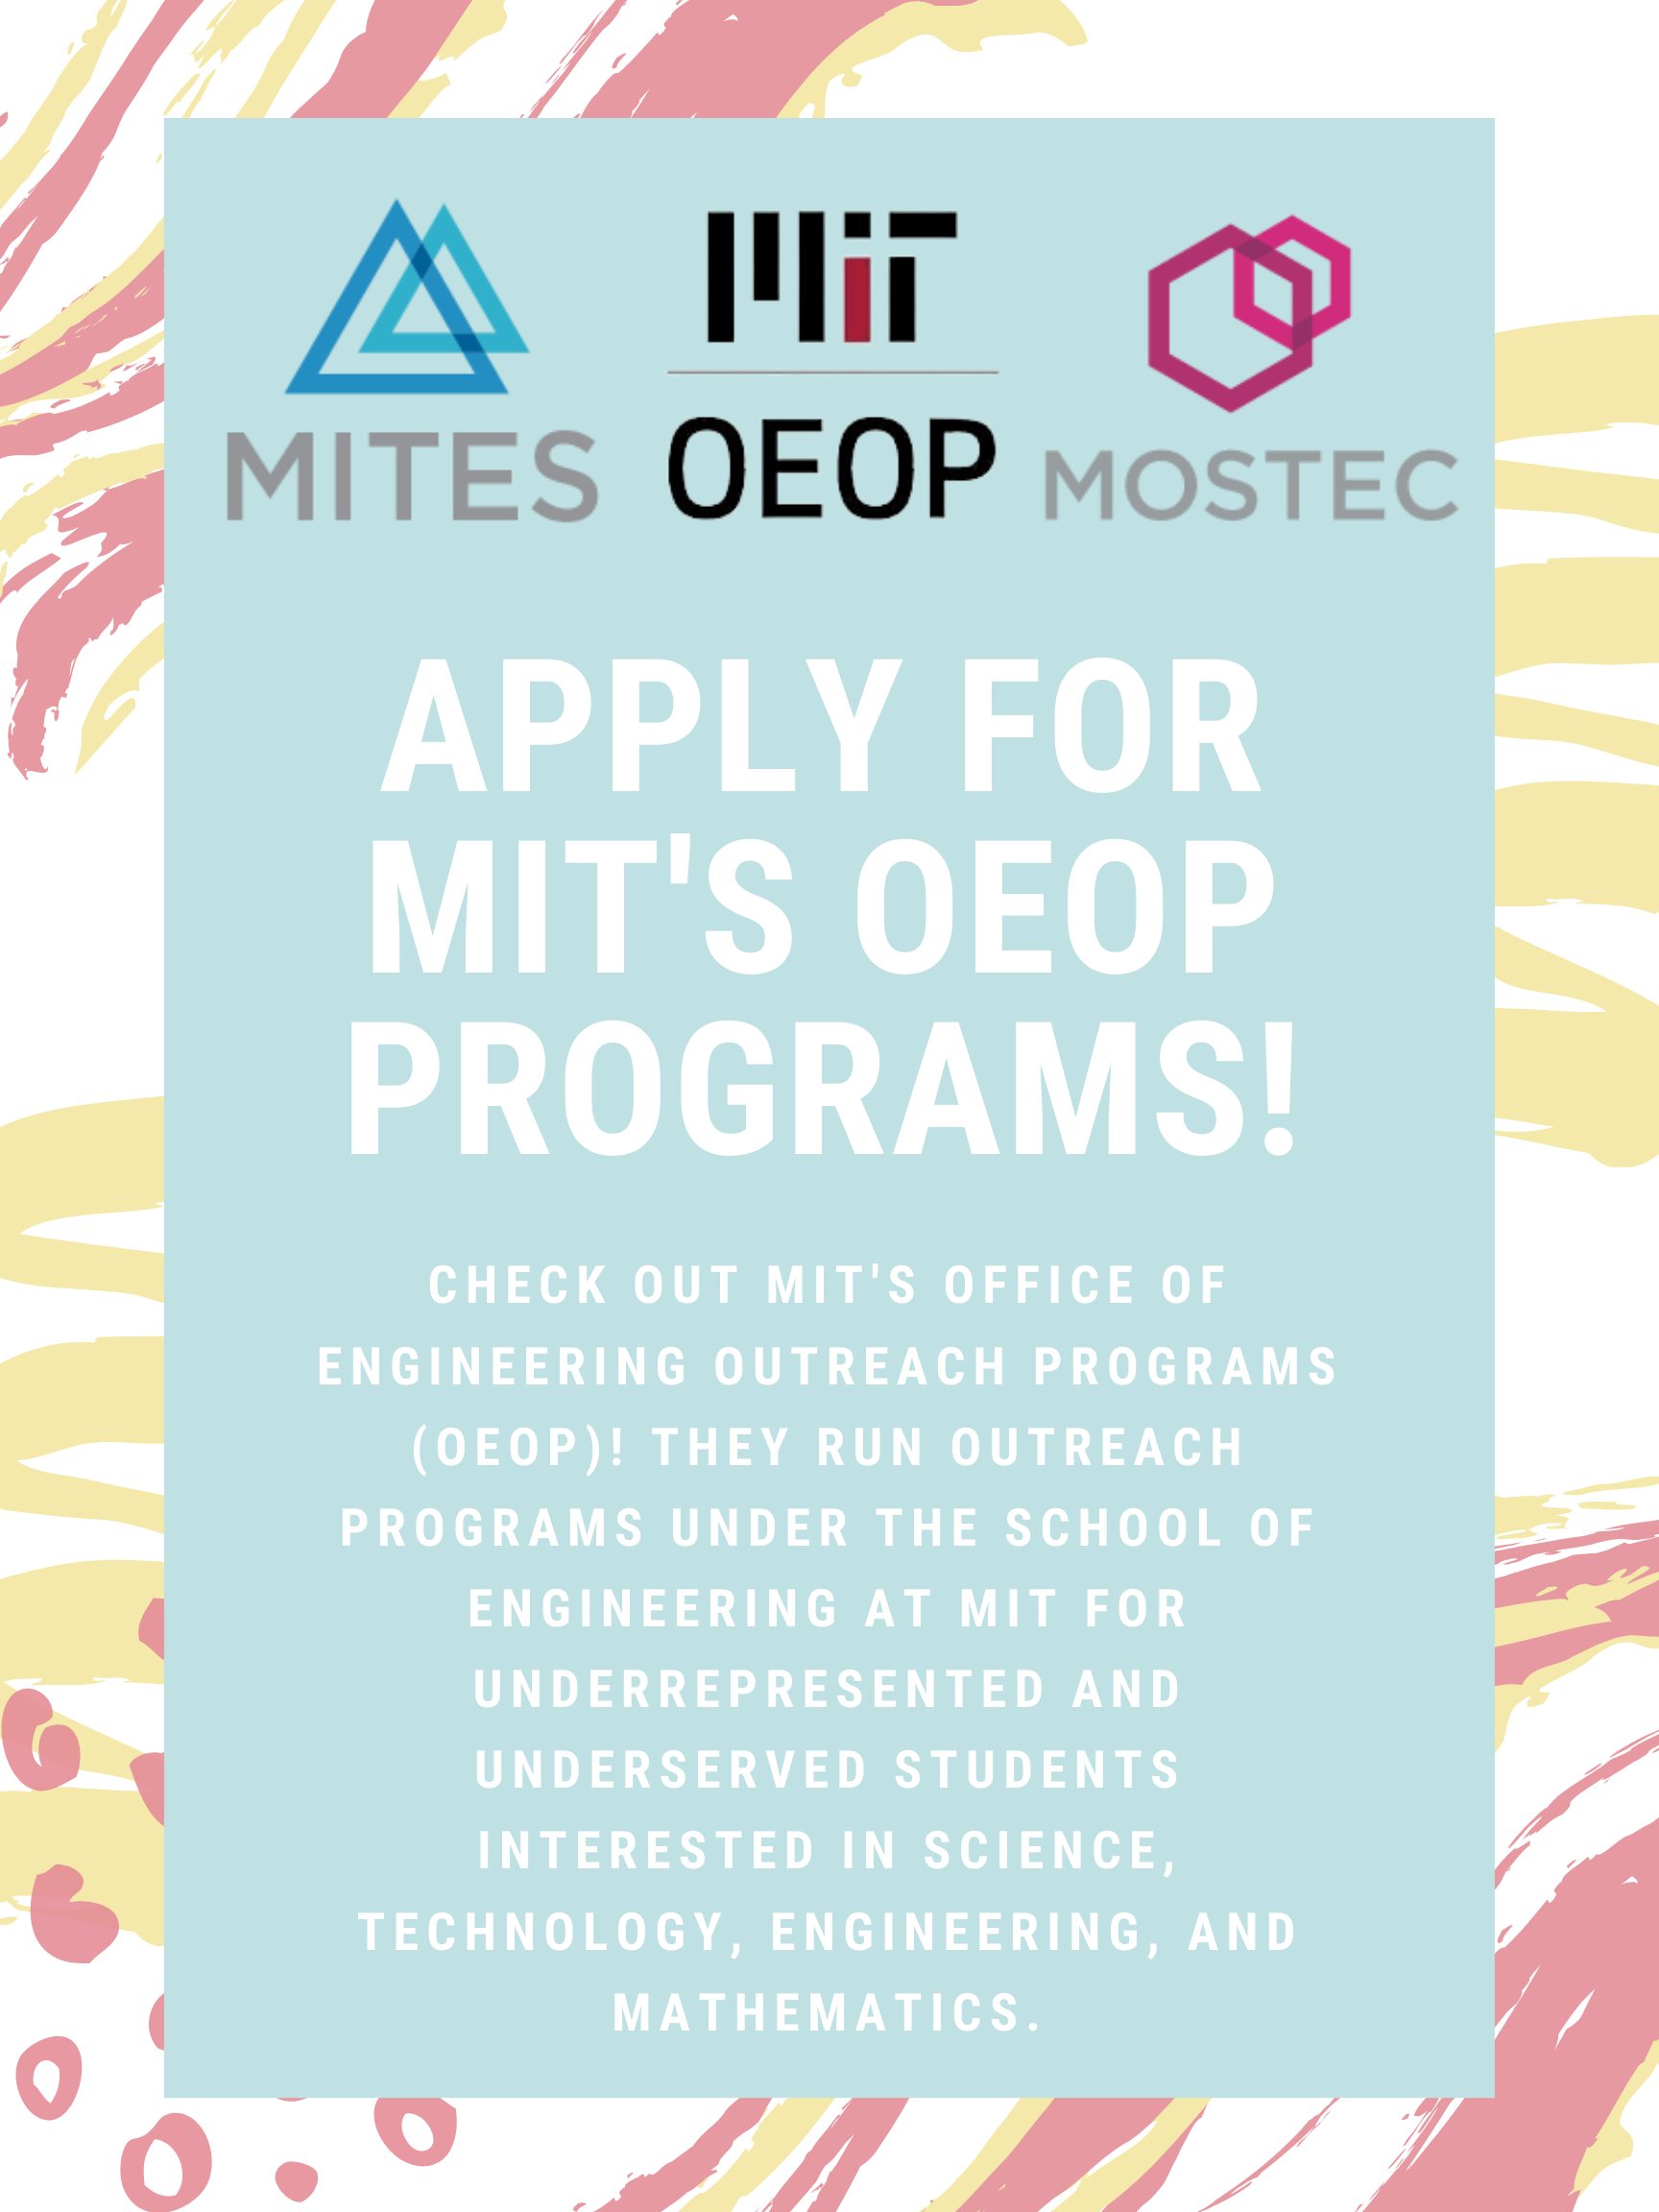 MIT
MITES OEOP MOSTEC
APPLY FOR
MIT'S OEOP
PROGRAMS!
CHECK OUT MIT'S OFFICE OF
ENGINEERING OUTREACH PROGRAMS
(OEOP)! THEY RUN OUTREACH
PROGRAMS UNDER THE SCHOOL OF
ENGINEERING AT MIT FOR
UNDERREPRESENTED AND
UNDERSERVED STUDENTS
INTERESTED IN SCIENCE,
TECHNOLOGY, ENGINEERING, AND
MATHEMATICS.